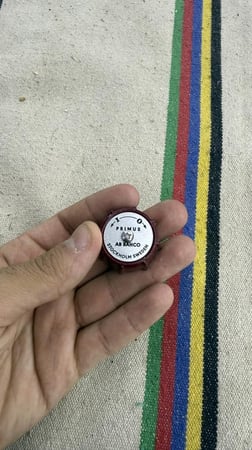 - I O
PRIMUS
AB BAHCO
STOCKHOLM SWEDEN